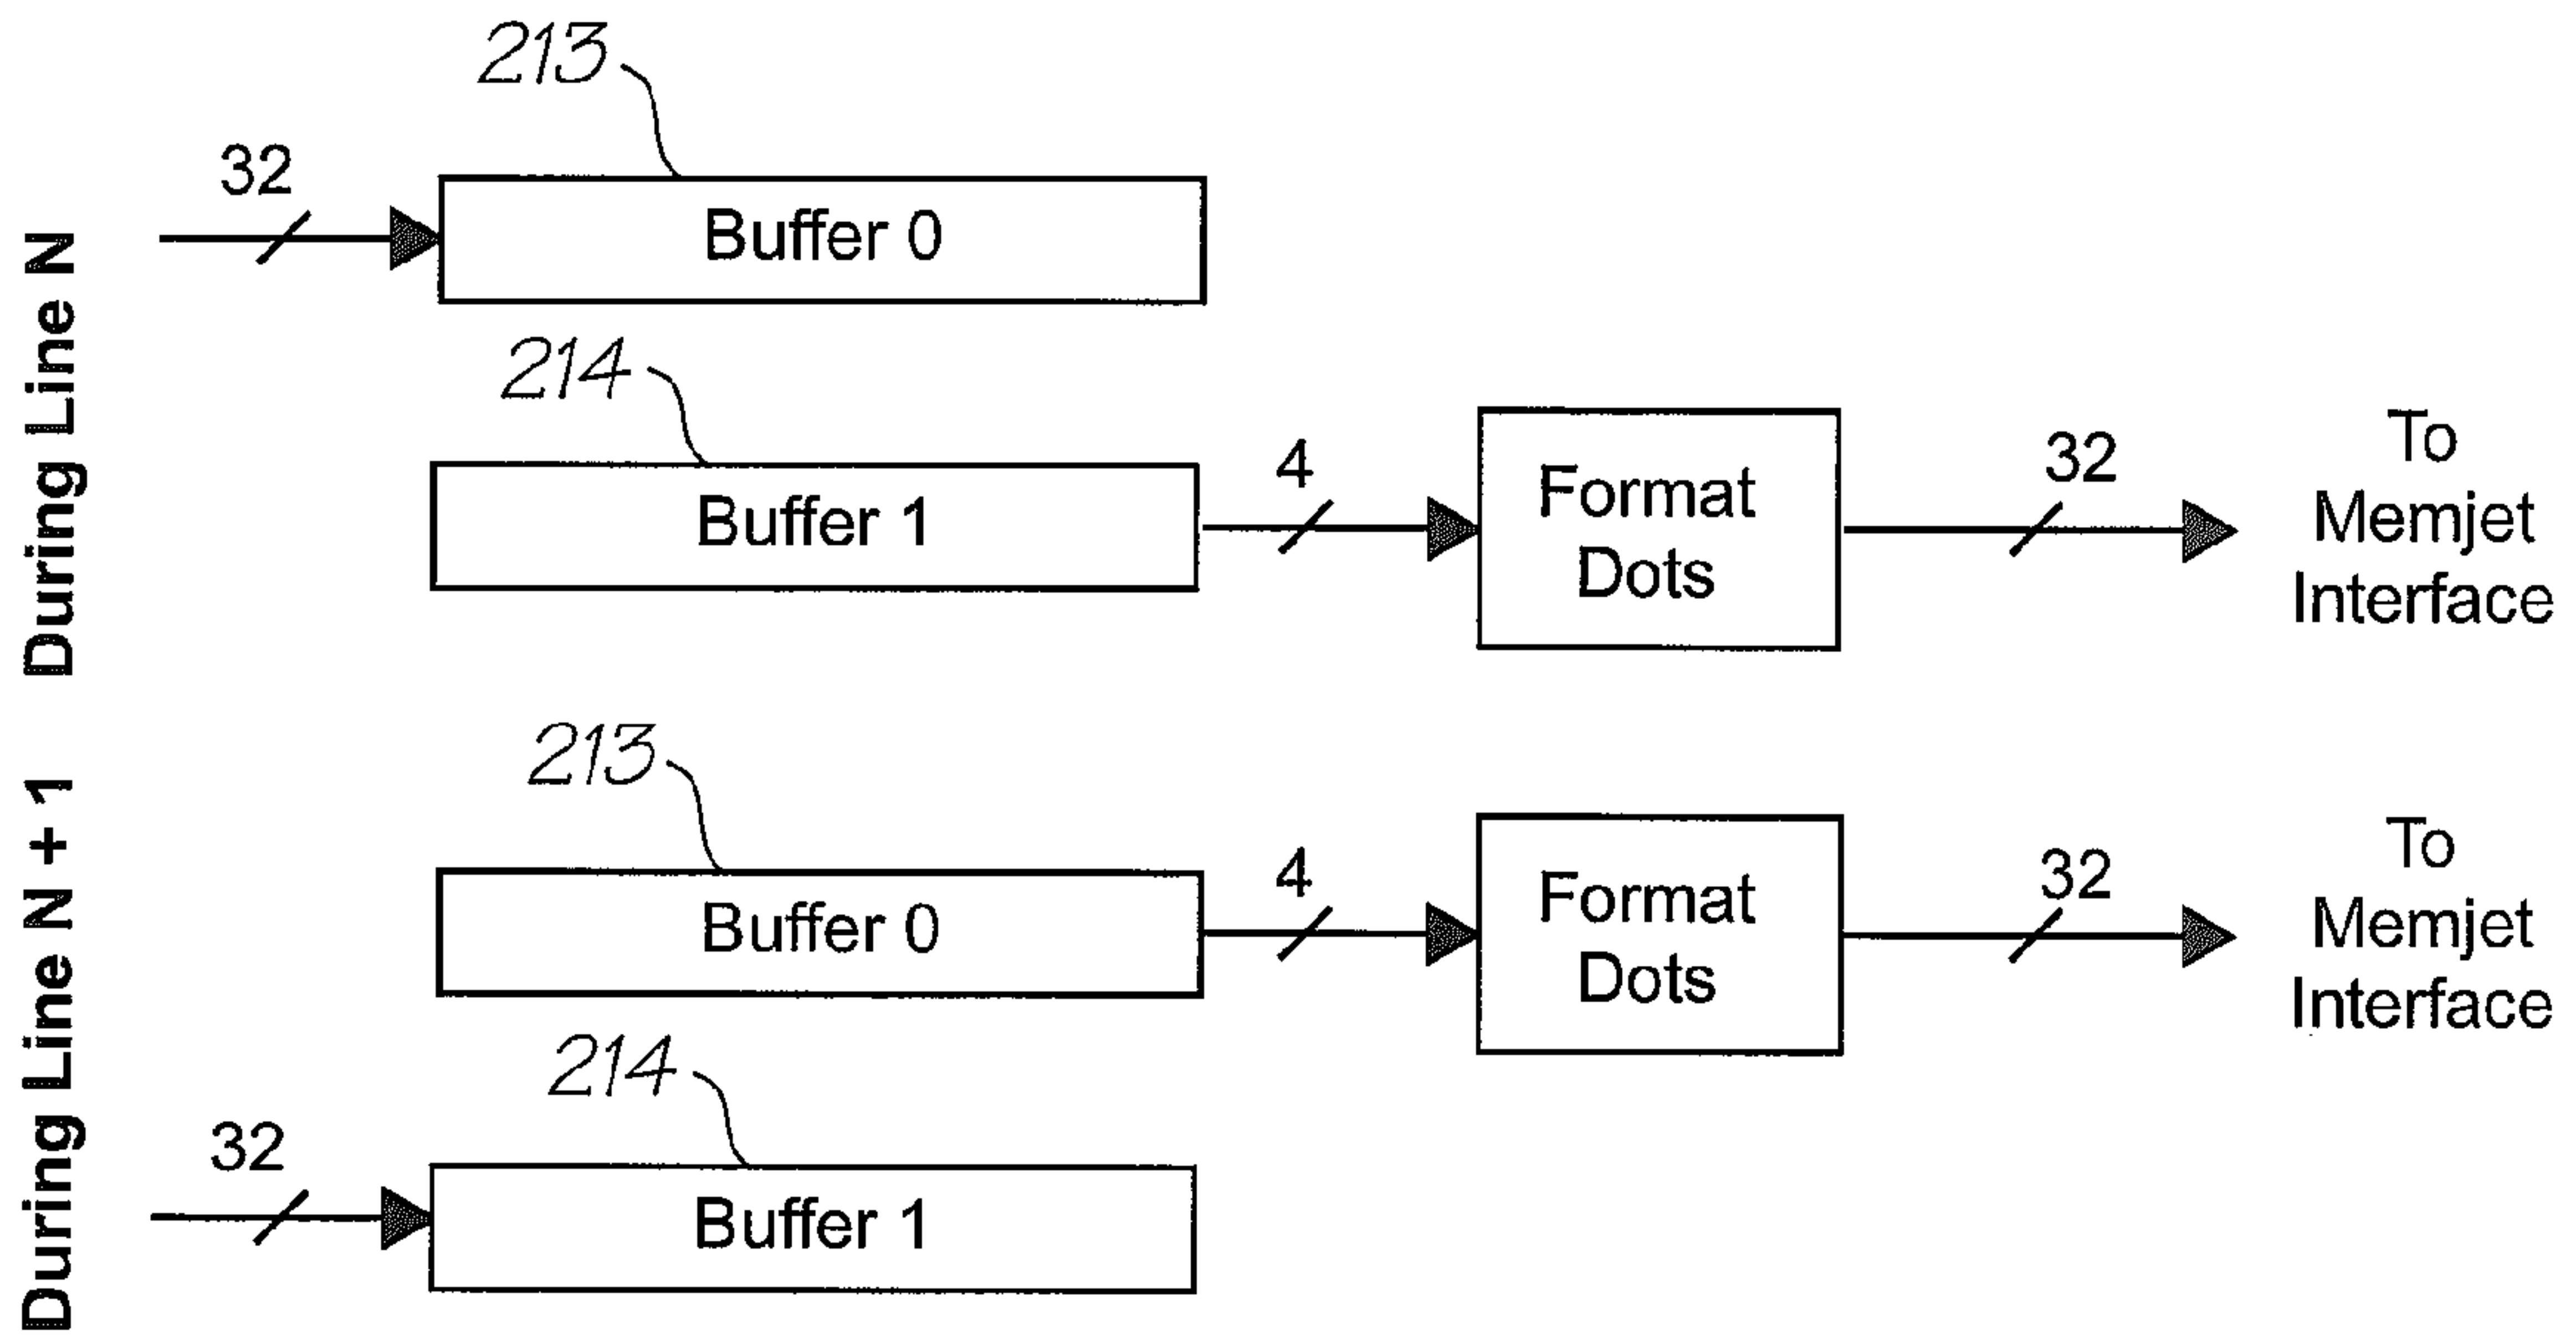 During Line N
213
32
Buffer 0
214
Buffer 1
4
Format
Dots
32
To
Memjet
Interface
During Line N + 1
213
Buffer 0
4
Format
Dots
32
To
Memjet
Interface
214
32
Buffer 1